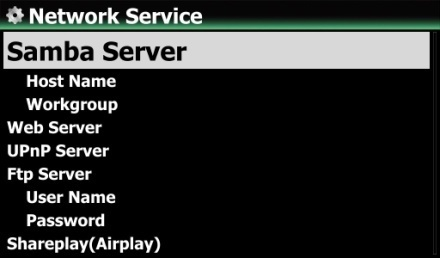 Network Service
Samba Server
Host Name
Workgroup
Web Server
UPnP Server
Ftp Server
User Name
Password
Shareplay(Airplay)